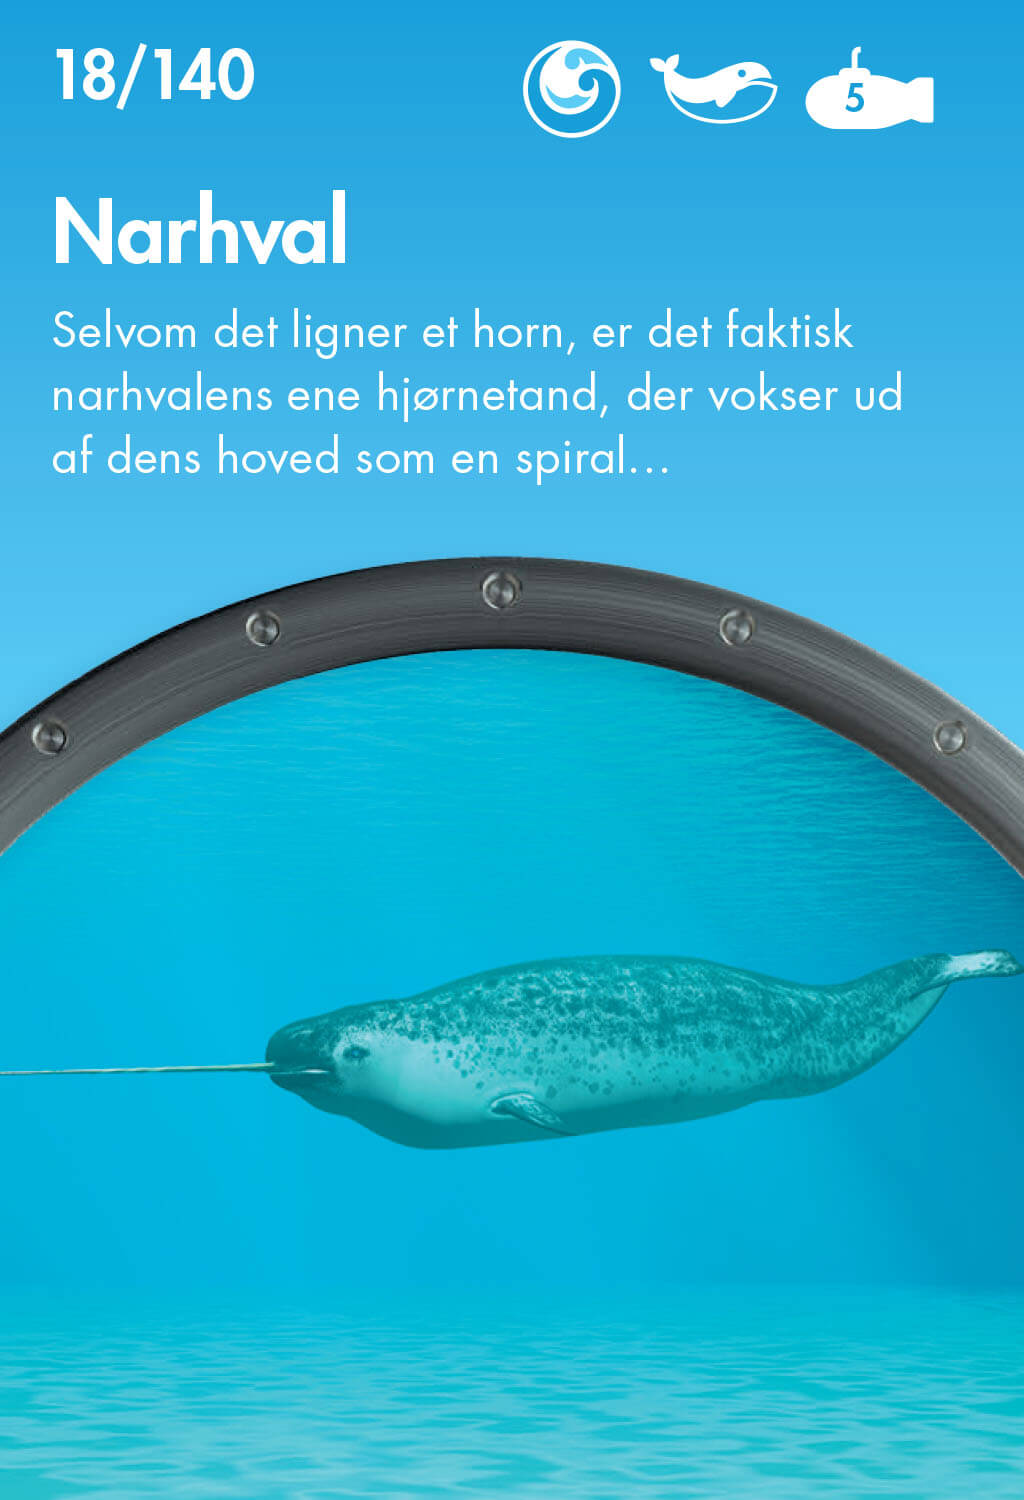 18/140
5
Narhval
Selvom det ligner et horn, er det faktisk
narhvalens ene hjørnetand, der vokser ud
af dens hoved som en spiral...